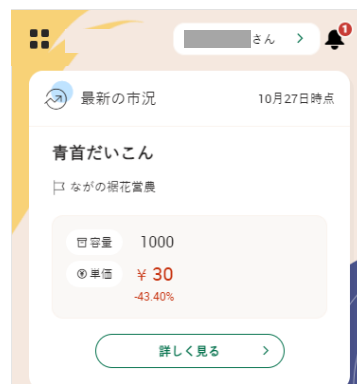 さん
1
最新の市況
10月27日時点
青首だいこん
ながの裾花営農
容量 1000
単価 ¥ 30
-43.40%
詳しく見る